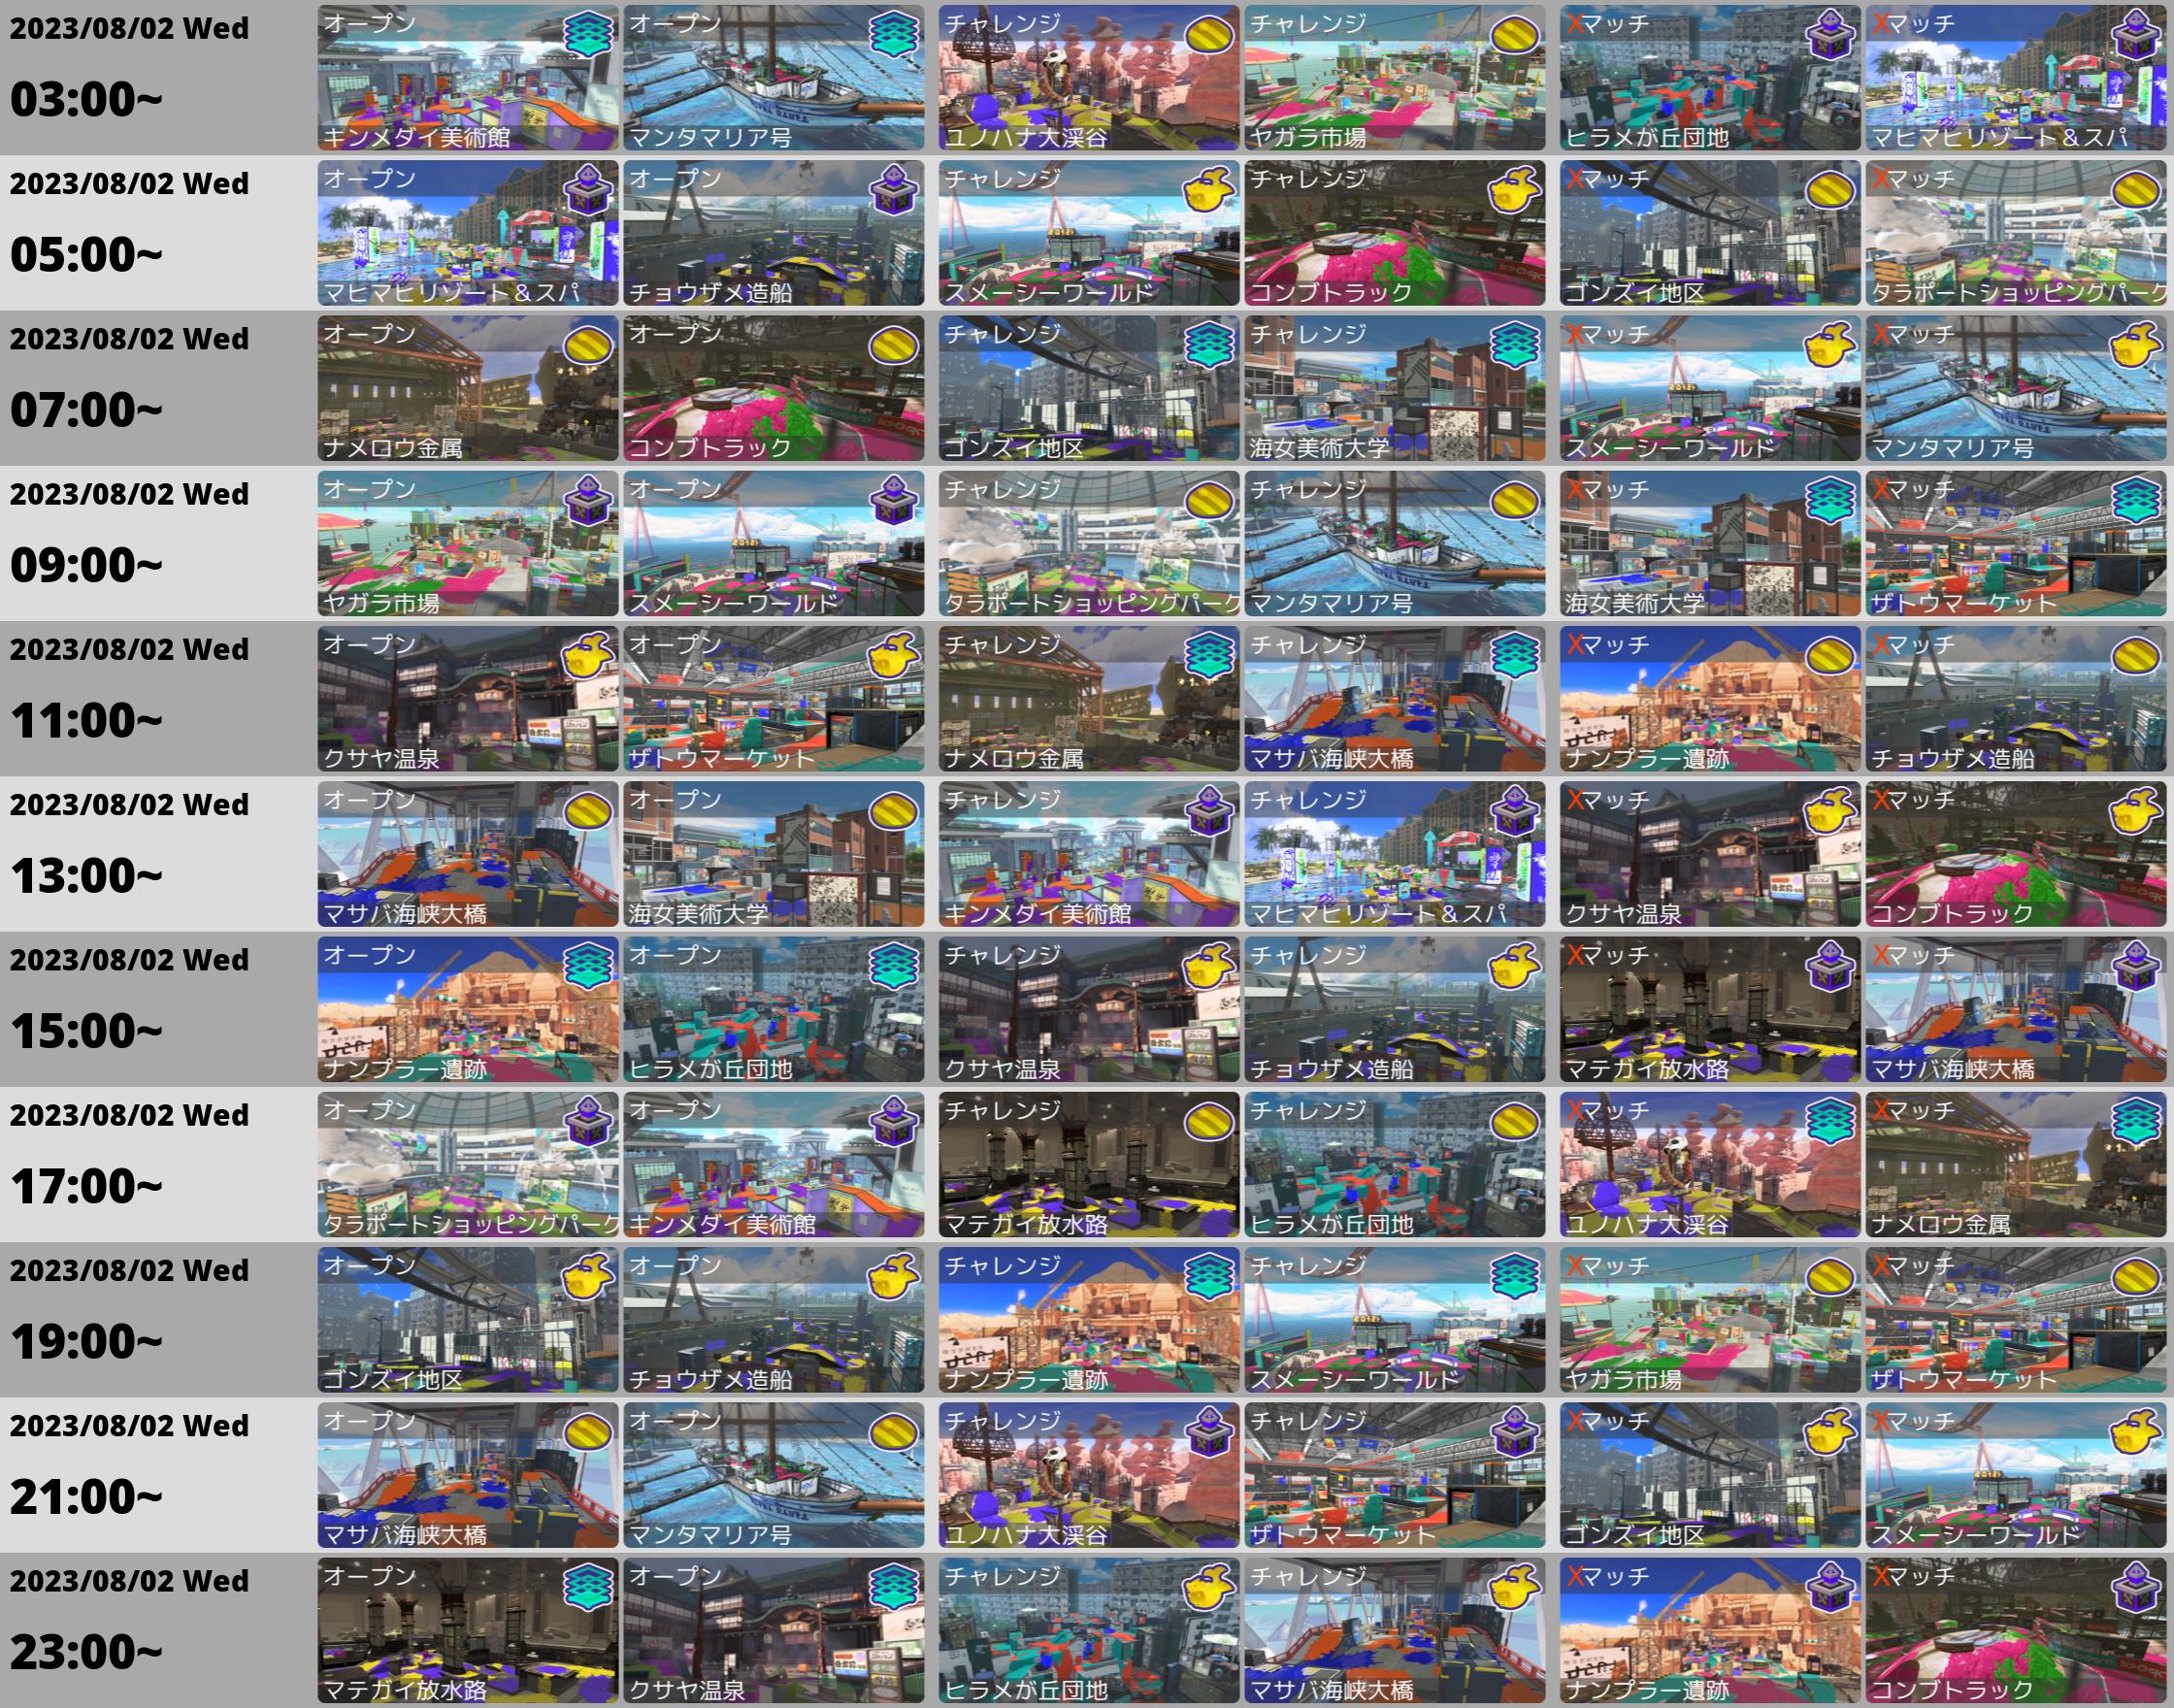 2023/08/02 Wed
03:00~
オープン オープン チャレンジ チャレンジ Xマッチ Xマッチ
キンメダイ美術館 マンタマリア号 ユノハナ大渓谷 ヤガラ市場 ヒラメが丘団地 マヒマヒリゾート＆スパ
2023/08/02 Wed
05:00~
オープン オープン チャレンジ チャレンジ Xマッチ Xマッチ
マヒマヒリゾート＆スパ チョウザメ造船 スメーシーワールド コンブトラック ゴンズイ地区 タラポートショッピングパーク
2023/08/02 Wed
07:00~
オープン オープン チャレンジ チャレンジ Xマッチ Xマッチ
ナメロウ金属 コンブトラック ゴンズイ地区 海女美術大学 スメーシーワールド マンタマリア号
2023/08/02 Wed
09:00~
オープン オープン チャレンジ チャレンジ Xマッチ Xマッチ
ヤガラ市場 スメーシーワールド タラポートショッピングパーク マンタマリア号 海女美術大学 ザトウマーケット
2023/08/02 Wed
11:00~
オープン オープン チャレンジ チャレンジ Xマッチ Xマッチ
クサヤ温泉 ザトウマーケット ナメロウ金属 マサバ海峡大橋 ナンプラー遺跡 チョウザメ造船
2023/08/02 Wed
13:00~
オープン オープン チャレンジ チャレンジ Xマッチ Xマッチ
マサバ海峡大橋 海女美術大学 キンメダイ美術館 マヒマヒリゾート＆スパ クサヤ温泉 コンブトラック
2023/08/02 Wed
15:00~
オープン オープン チャレンジ チャレンジ Xマッチ Xマッチ
ナンプラー遺跡 ヒラメが丘団地 クサヤ温泉 チョウザメ造船 マテガイ放水路 マサバ海峡大橋
2023/08/02 Wed
17:00~
オープン オープン チャレンジ チャレンジ Xマッチ Xマッチ
タラポートショッピングパーク キンメダイ美術館 マテガイ放水路 ヒラメが丘団地 ユノハナ大渓谷 ナメロウ金属
2023/08/02 Wed
19:00~
オープン オープン チャレンジ チャレンジ Xマッチ Xマッチ
ゴンズイ地区 チョウザメ造船 ナンプラー遺跡 スメーシーワールド ヤガラ市場 ザトウマーケット
2023/08/02 Wed
21:00~
オープン オープン チャレンジ チャレンジ Xマッチ Xマッチ
マサバ海峡大橋 マンタマリア号 ユノハナ大渓谷 ザトウマーケット ゴンズイ地区 スメーシーワールド
2023/08/02 Wed
23:00~
オープン オープン チャレンジ チャレンジ Xマッチ Xマッチ
マテガイ放水路 クサヤ温泉 ヒラメが丘団地 マサバ海峡大橋 ナンプラー遺跡 コンブトラック